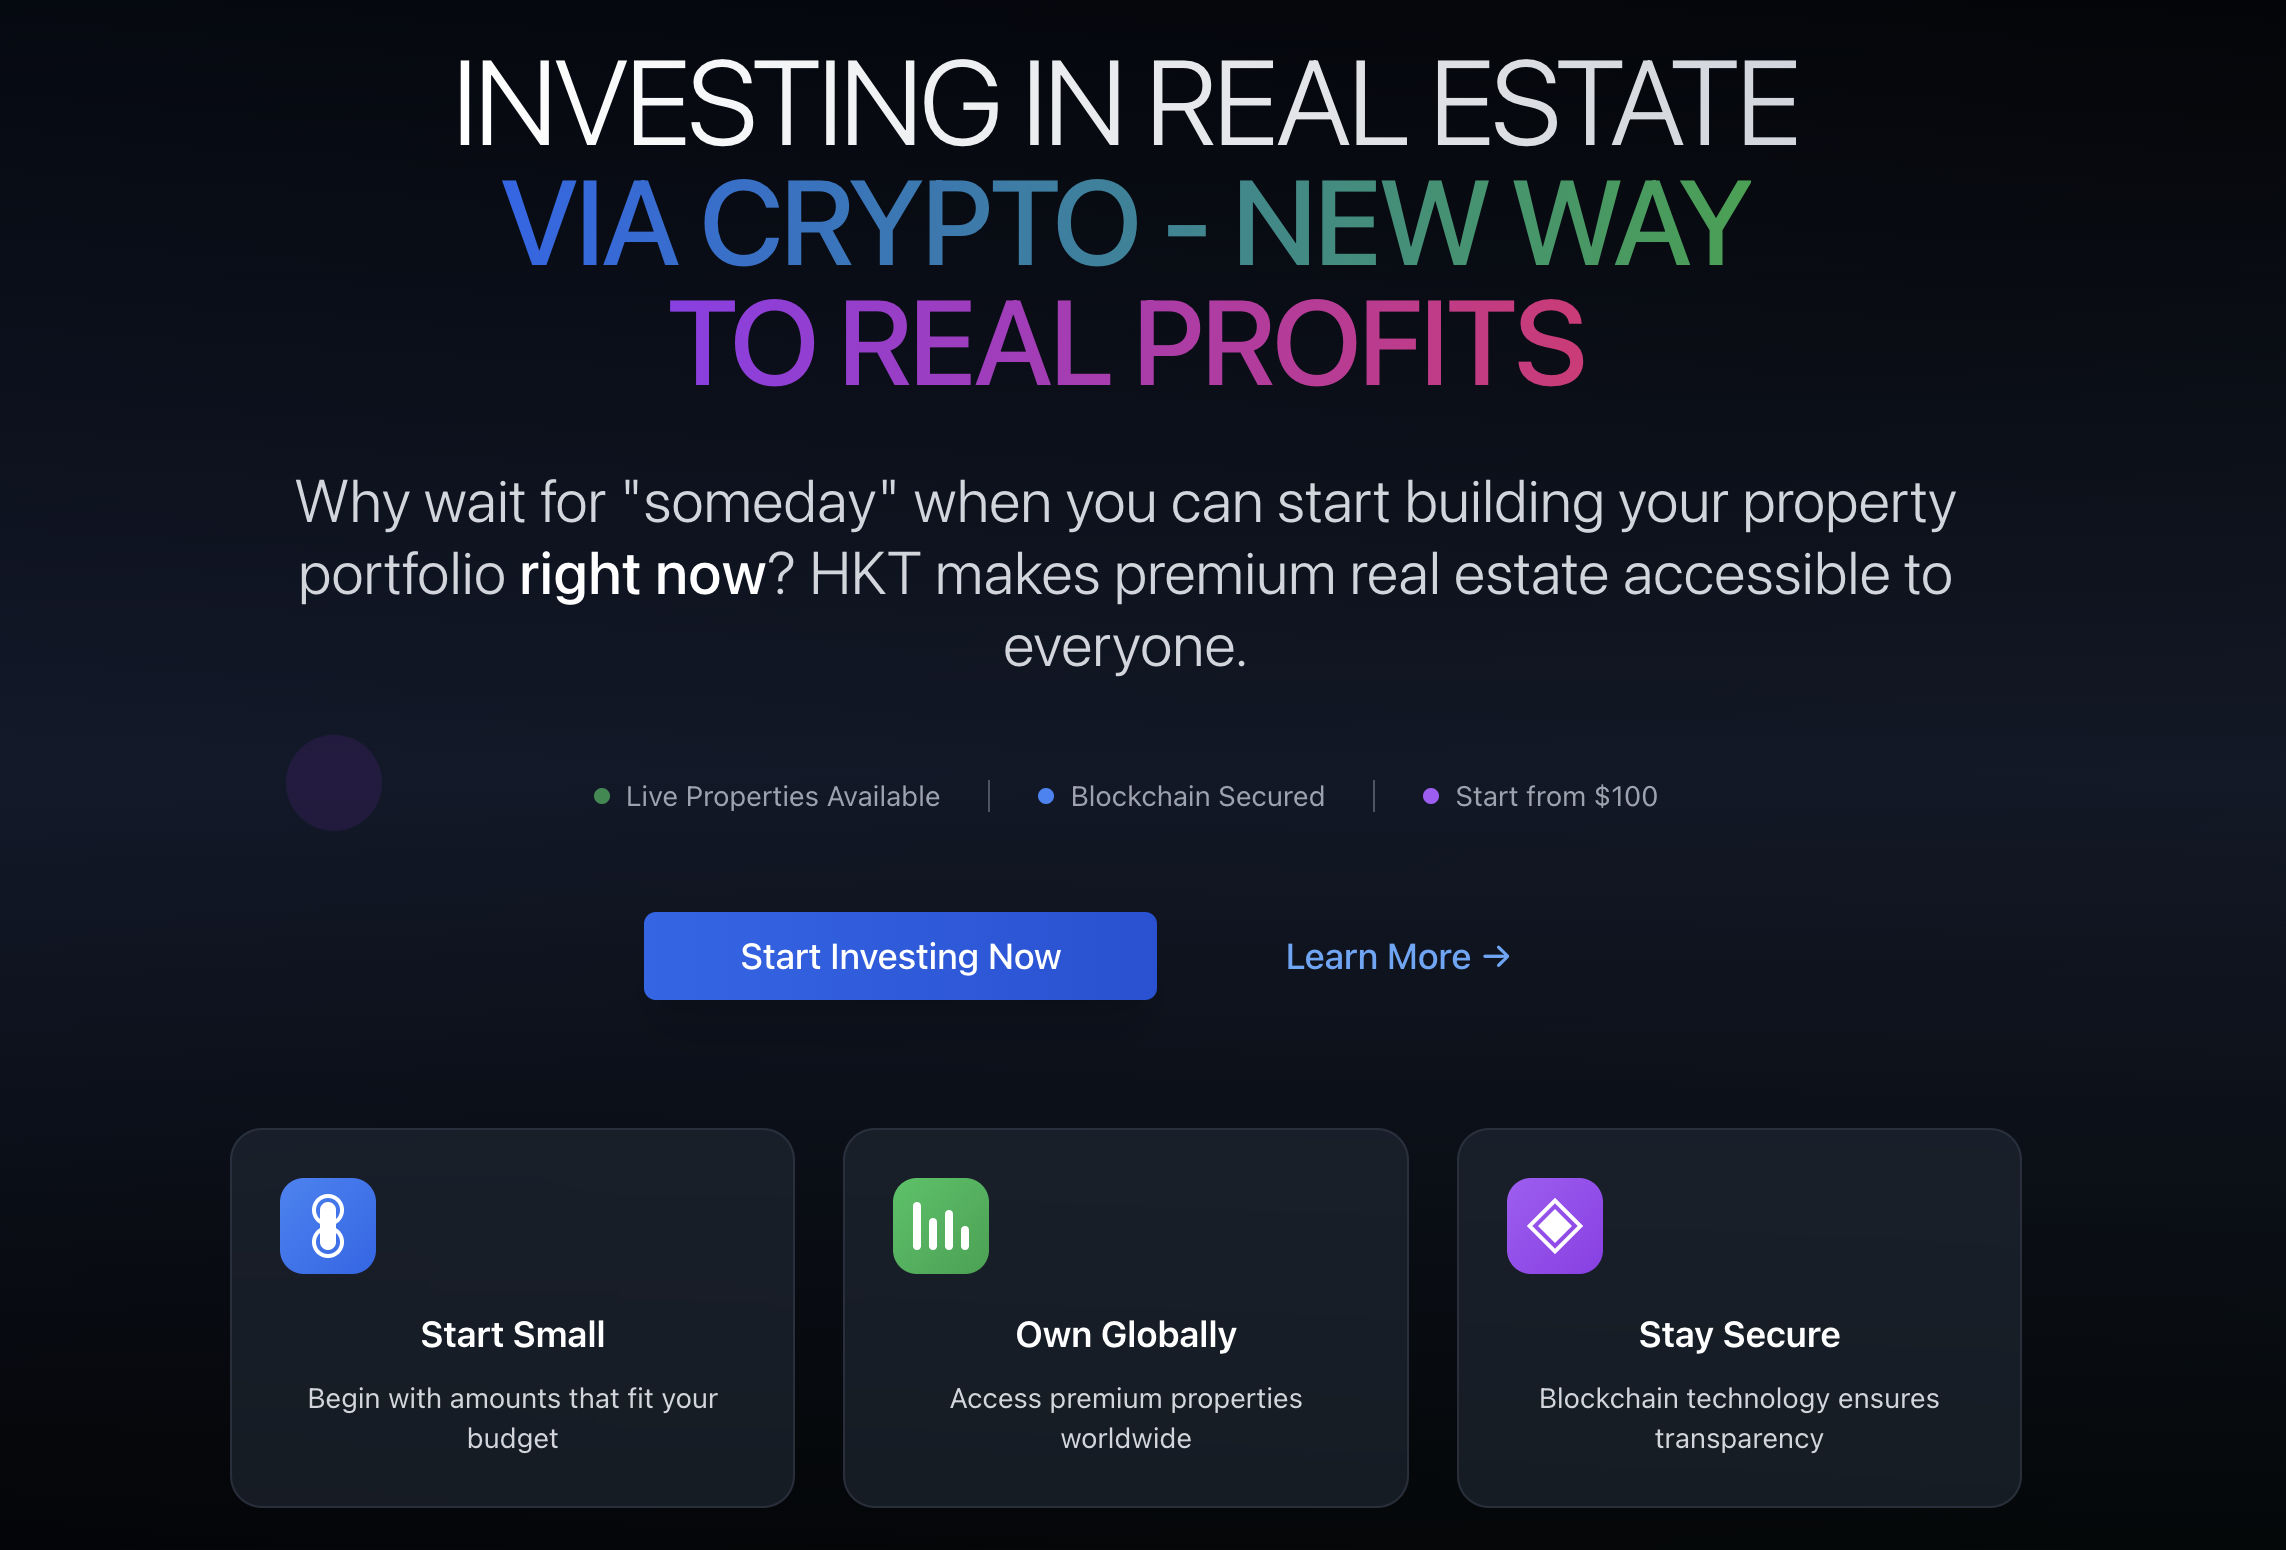 INVESTING IN REAL ESTATE
VIA CRYPTO - NEW WAY
TO REAL PROFITS
Why wait for "someday" when you can start building your property
portfolio right now? HKT makes premium real estate accessible to
everyone.
Live Properties Available
Blockchain Secured
Start from $100
Start Investing Now
Learn More →
Start Small
Begin with amounts that fit your
budget
Own Globally
Access premium properties
worldwide
Stay Secure
Blockchain technology ensures
transparency